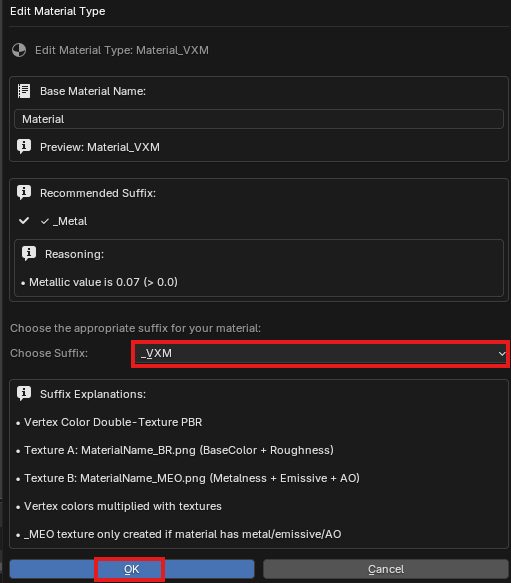 Edit Material Type
Edit Material Type: Material_VXM
Base Material Name:
Material
Preview: Material_VXM
Recommended Suffix:
✓ _Metal
Reasoning:
• Metallic value is 0.07 (> 0.0)
Choose the appropriate suffix for your material:
Choose Suffix: _VXM
Suffix Explanations:
• Vertex Color Double-Texture PBR
• Texture A: MaterialName_BR.png (BaseColor + Roughness)
• Texture B: MaterialName_MEO.png (Metalness + Emissive + AO)
• Vertex colors multiplied with textures
• _MEO texture only created if material has metal/emissive/AO
OK Cancel